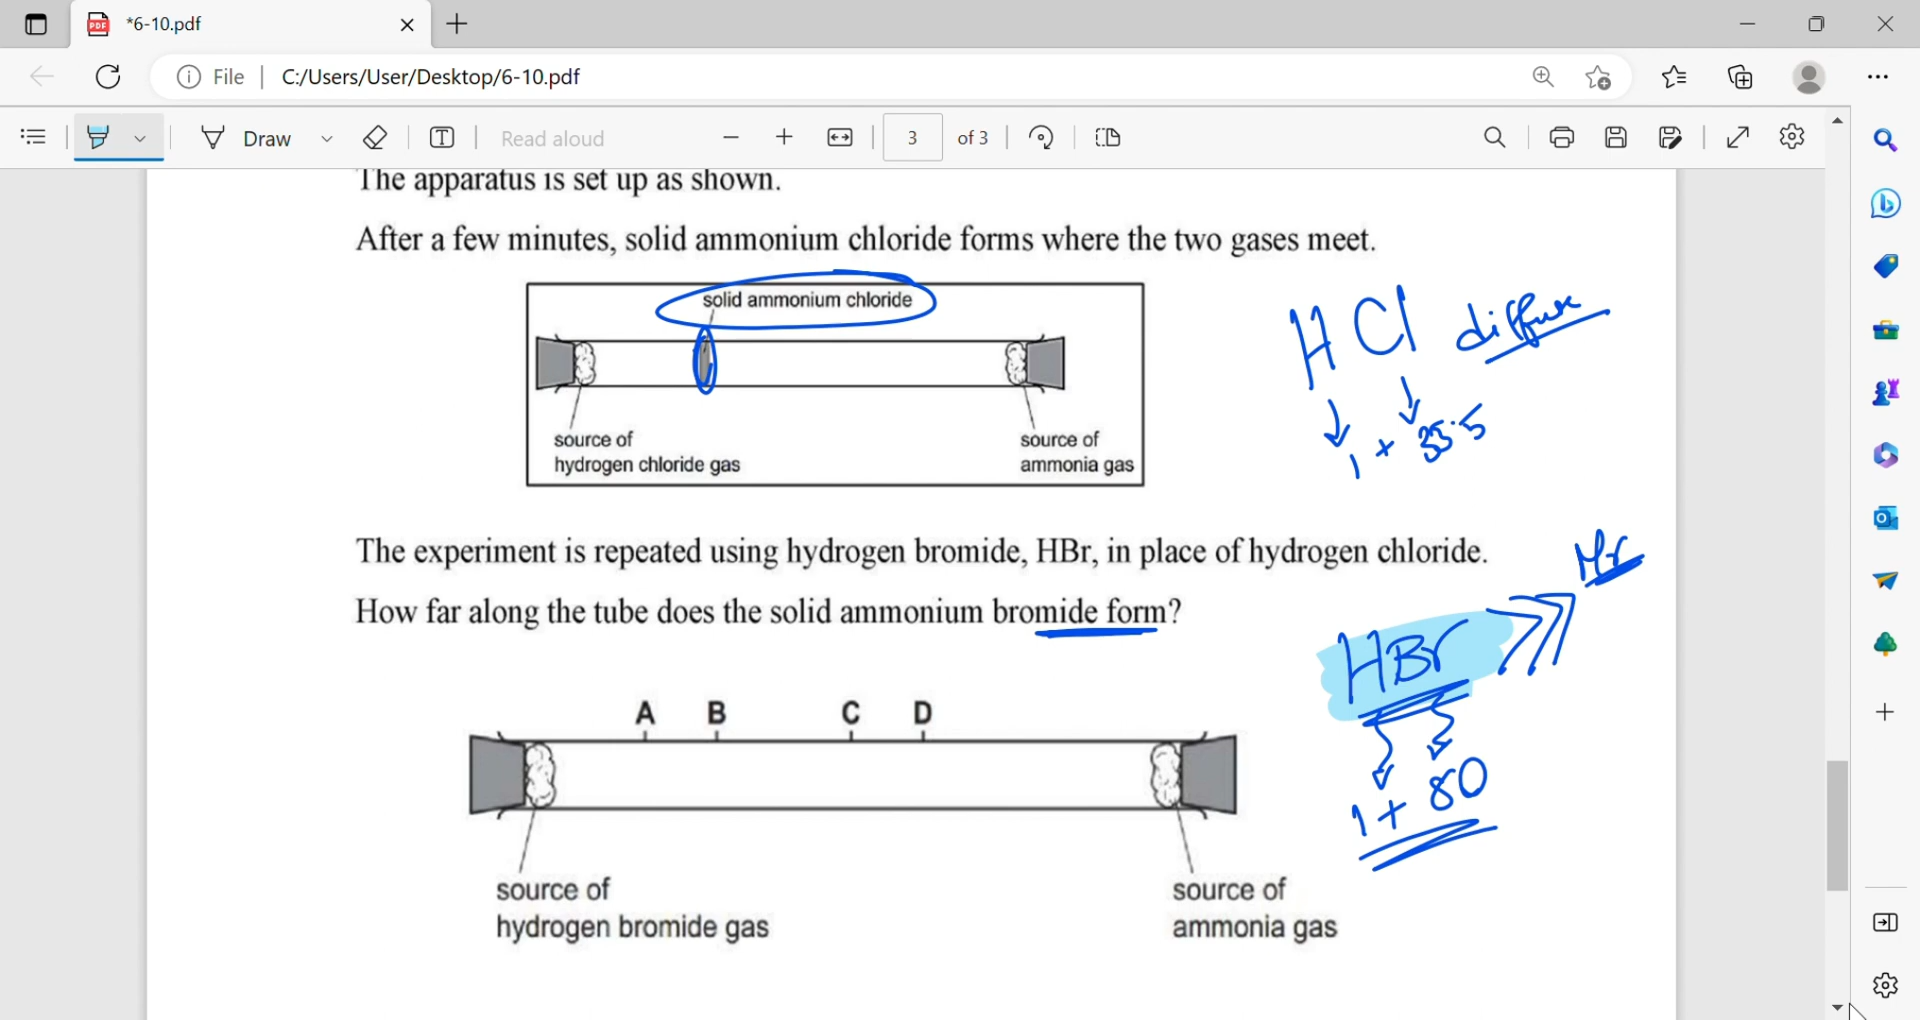 *6-10.pdf
File
C:/Users/User/Desktop/6-10.pdf
Draw
Read aloud
3 of 3
The apparatus is set up as shown.
After a few minutes, solid ammonium chloride forms where the two gases meet.
solid ammonium chloride
source of
hydrogen chloride gas
source of
ammonia gas
HCl diffuse
1 + 35.5
The experiment is repeated using hydrogen bromide, HBr, in place of hydrogen chloride.
How far along the tube does the solid ammonium bromide form?
Mr
HBr
1 + 80
A B C D
source of
hydrogen bromide gas
source of
ammonia gas